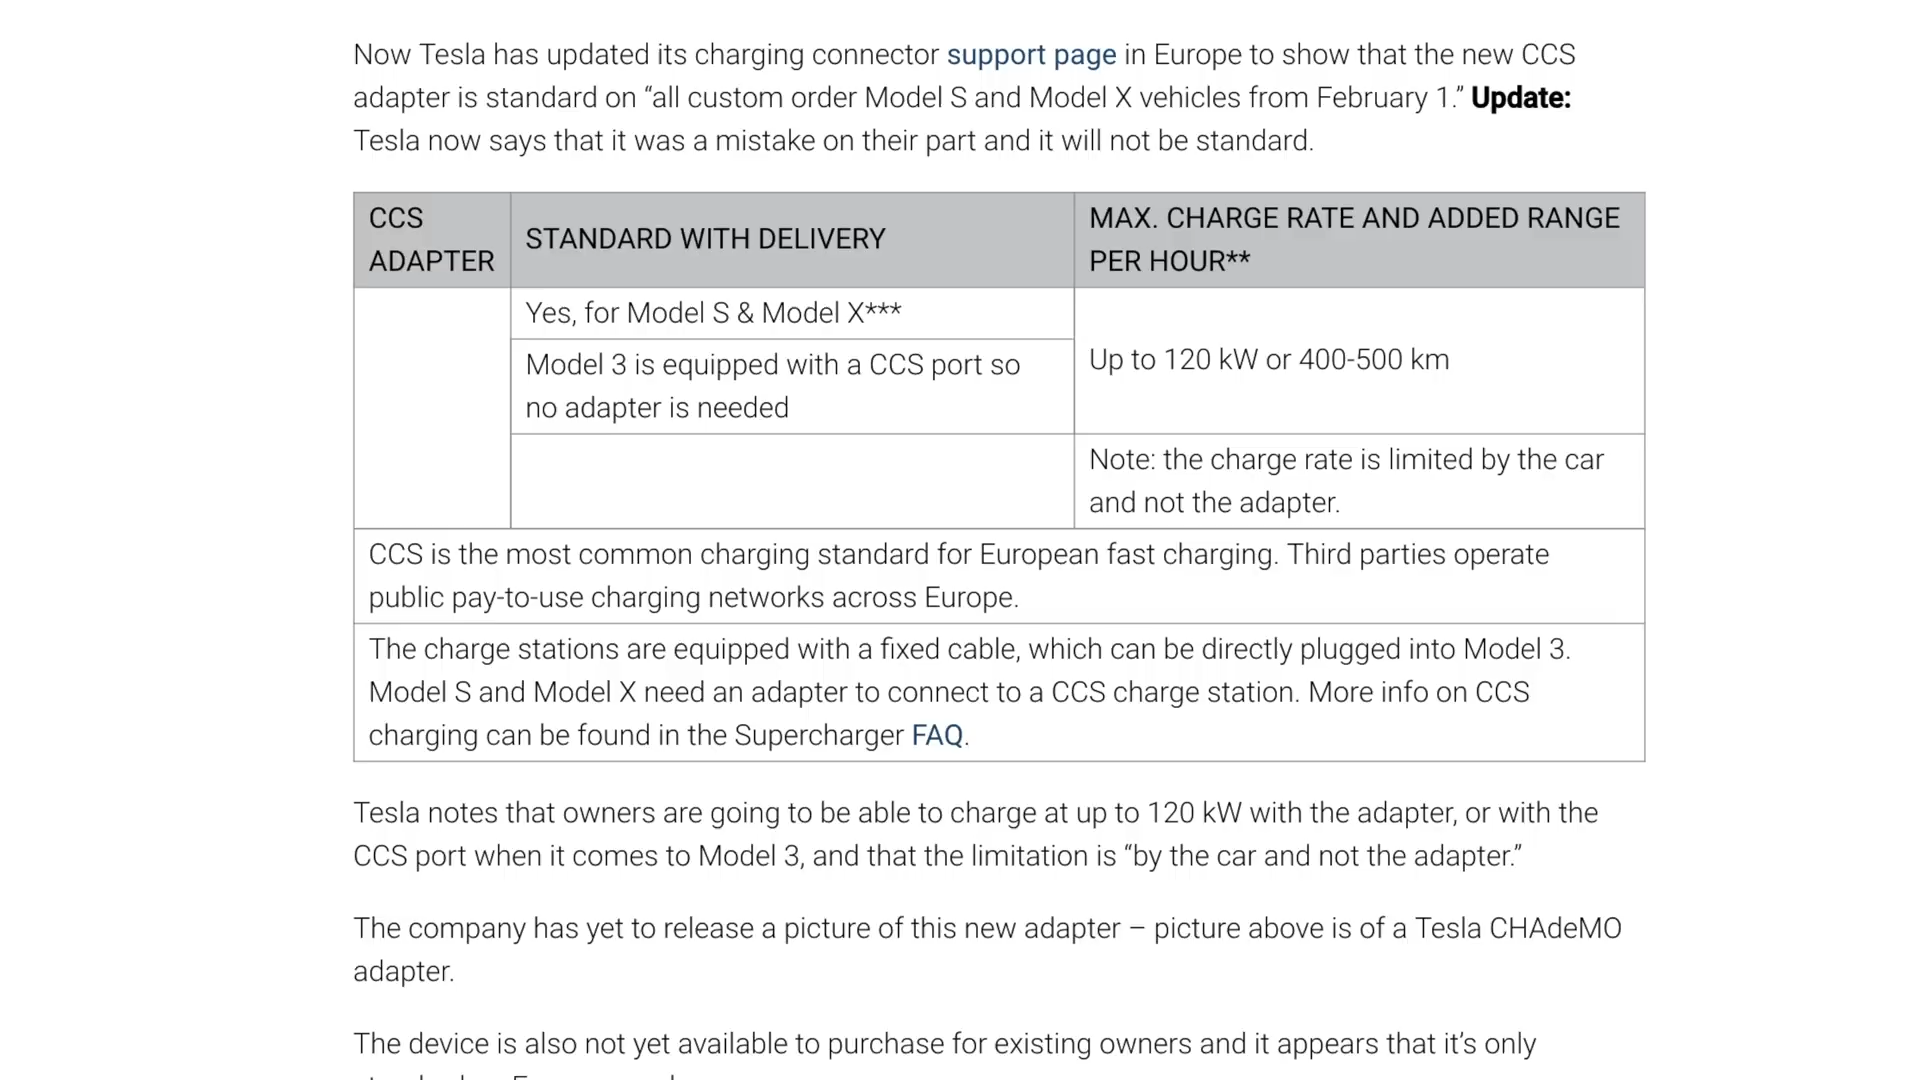 Now Tesla has updated its charging connector support page in Europe to show that the new CCS
adapter is standard on “all custom order Model S and Model X vehicles from February 1.” Update:
Tesla now says that it was a mistake on their part and it will not be standard.
CCS
ADAPTER
STANDARD WITH DELIVERY
MAX. CHARGE RATE AND ADDED RANGE
PER HOUR**
Yes, for Model S & Model X***
Model 3 is equipped with a CCS port so
no adapter is needed
Up to 120 kW or 400-500 km
Note: the charge rate is limited by the car
and not the adapter.
CCS is the most common charging standard for European fast charging. Third parties operate
public pay-to-use charging networks across Europe.
The charge stations are equipped with a fixed cable, which can be directly plugged into Model 3.
Model S and Model X need an adapter to connect to a CCS charge station. More info on CCS
charging can be found in the Supercharger FAQ.
Tesla notes that owners are going to be able to charge at up to 120 kW with the adapter, or with the
CCS port when it comes to Model 3, and that the limitation is “by the car and not the adapter.”
The company has yet to release a picture of this new adapter – picture above is of a Tesla CHAdeMO
adapter.
The device is also not yet available to purchase for existing owners and it appears that it’s only